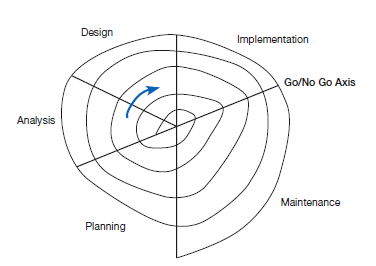 Design
Implementation
Go/No Go Axis
Analysis
Maintenance
Planning